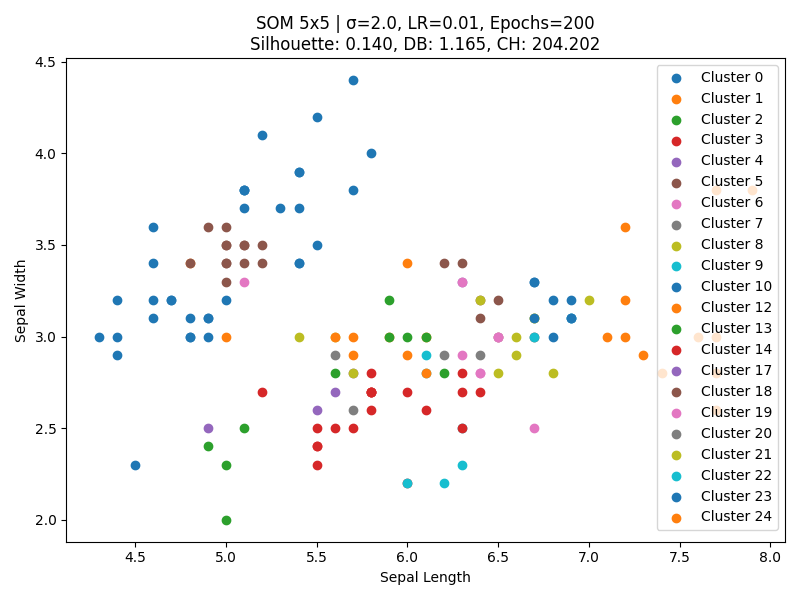 SOM 5x5 | σ=2.0, LR=0.01, Epochs=200
Silhouette: 0.140, DB: 1.165, CH: 204.202
Sepal Width
4.5
4.0
3.5
3.0
2.5
2.0
Cluster 0
Cluster 1
Cluster 2
Cluster 3
Cluster 4
Cluster 5
Cluster 6
Cluster 7
Cluster 8
Cluster 9
Cluster 10
Cluster 12
Cluster 13
Cluster 14
Cluster 17
Cluster 18
Cluster 19
Cluster 20
Cluster 21
Cluster 22
Cluster 23
Cluster 24
4.5 5.0 5.5 6.0 6.5 7.0 7.5 8.0
Sepal Length